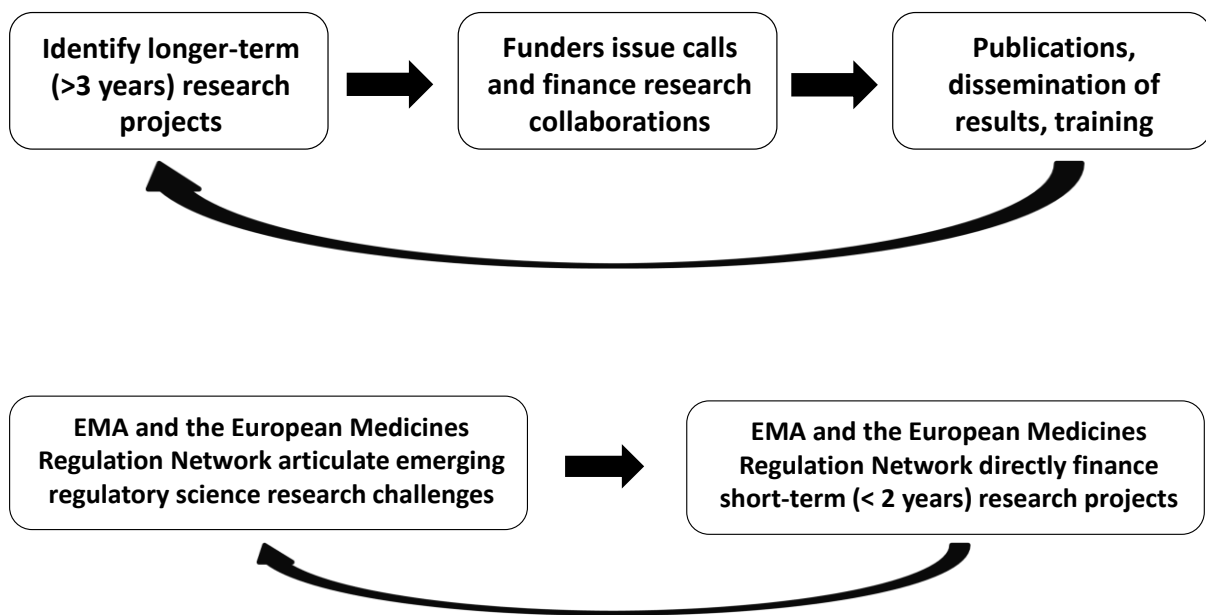 Identify longer-term
(>3 years) research
projects
Funders issue calls
and finance research
collaborations
Publications,
dissemination of
results, training
EMA and the European Medicines
Regulation Network articulate emerging
regulatory science research challenges
EMA and the European Medicines
Regulation Network directly finance
short-term (< 2 years) research projects